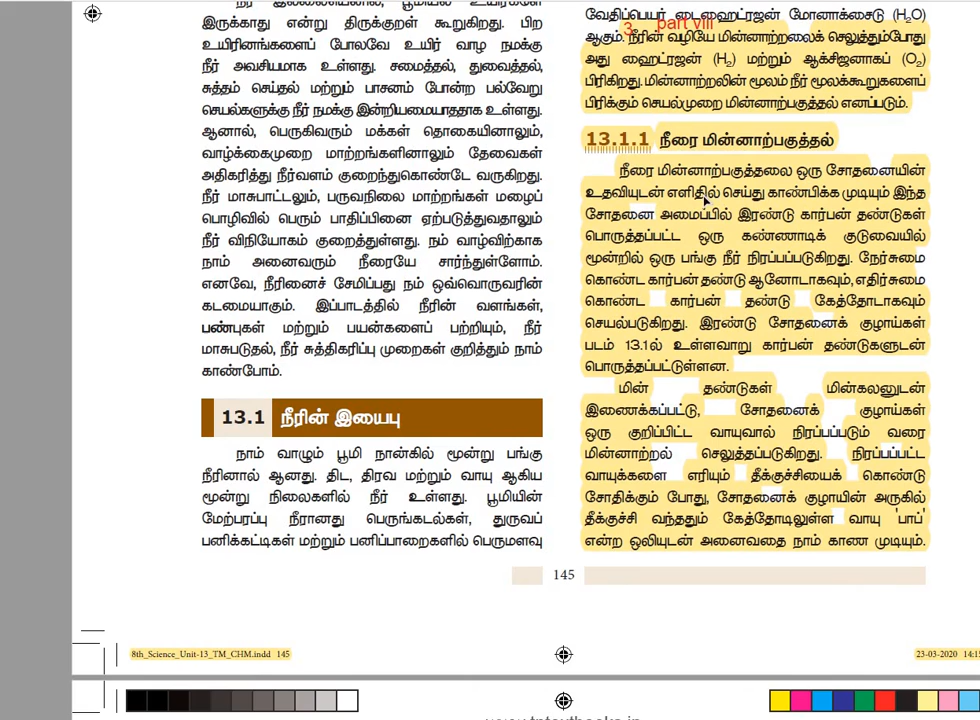 இருக்காது என்று திருக்குறள் கூறுகிறது. பிற
உயிரினங்களைப் போலவே உயிர் வாழ நமக்கு
நீர் அவசியமாக உள்ளது. சமைத்தல், துவைத்தல்,
சுத்தம் செய்தல் மற்றும் பாசனம் போன்ற பல்வேறு
செயல்களுக்கு நீர் நமக்கு இன்றியமையாததாக உள்ளது.
ஆனால், பெருகிவரும் மக்கள் தொகையினாலும்,
வாழ்க்கைமுறை மாற்றங்களினாலும் தேவைகள்
அதிகரித்து நீர்வளம் குறைந்துகொண்டே வருகிறது.
நீர் மாசுபாட்டலும், பருவநிலை மாற்றங்கள் மழைப்
பொழிவில் பெரும் பாதிப்பினை ஏற்படுத்துவதாலும்
நீர் விநியோகம் குறைத்துள்ளது. நம் வாழ்விற்காக
நாம் அனைவரும் நீரையே சார்ந்துள்ளோம்.
எனவே, நீரினைச் சேமிப்பது நம் ஒவ்வொருவரின்
கடமையாகும். இப்பாடத்தில் நீரின் வளங்கள்,
பண்புகள் மற்றும் பயன்களைப் பற்றியும், நீர்
மாசுபடுதல், நீர் சுத்திகரிப்பு முறைகள் குறித்தும் நாம்
காண்போம்.
13.1 நீரின் இயைபு
நாம் வாழும் பூமி நான்கில் மூன்று பங்கு
நீரினால் ஆனது. திட, திரவ மற்றும் வாயு ஆகிய
மூன்று நிலைகளில் நீர் உள்ளது. பூமியின்
மேற்பரப்பு நீரானது பெருங்கடல்கள், துருவப்
பனிக்கட்டிகள் மற்றும் பனிப்பாறைகளில் பெருமளவு
வேதிப்பெயர் டைஹைட்ரஜன் மோனாக்சைடு (H₂O)
3 part viii
ஆகும். நீரின் வழியே மின்னாற்றலைக் செலுத்தும்போது
அது ஹைட்ரஜன் (H₂) மற்றும் ஆக்சிஜனாகப் (O₂)
பிரிகிறது. மின்னாற்றலின் மூலம் நீர் மூலக்கூறுகளைப்
பிரிக்கும் செயல்முறை மின்னாற்பகுத்தல் எனப்படும்.
13.1.1 நீரை மின்னாற்பகுத்தல்
நீரை மின்னாற்பகுத்தலை ஒரு சோதனையின்
உதவியுடன் எளிதில் செய்து காண்பிக்க முடியும் இந்த
சோதனை அமைப்பில் இரண்டு கார்பன் தண்டுகள்
பொருத்தப்பட்ட ஒரு கண்ணாடிக் குடுவையில்
மூன்றில் ஒரு பங்கு நீர் நிரப்பப்படுகிறது. நேர்சுமை
கொண்ட கார்பன் தண்டு ஆனோடாகவும், எதிர்சுமை
கொண்ட கார்பன் தண்டு கேத்தோடாகவும்
செயல்படுகிறது. இரண்டு சோதனைக் குழாய்கள்
படம் 13.1ல் உள்ளவாறு கார்பன் தண்டுகளுடன்
பொருத்தப்பட்டுள்ளன.
மின் தண்டுகள் மின்கலனுடன்
இணைக்கப்பட்டு, சோதனைக் குழாய்கள்
ஒரு குறிப்பிட்ட வாயுவால் நிரப்பப்படும் வரை
மின்னாற்றல் செலுத்தப்படுகிறது. நிரப்பப்பட்ட
வாயுக்களை எரியும் தீக்குச்சியைக் கொண்டு
சோதிக்கும் போது, சோதனைக் குழாயின் அருகில்
தீக்குச்சி வந்ததும் கேத்தோடிலுள்ள வாயு 'பாப்'
என்ற ஒலியுடன் அனைவதை நாம் காண முடியும்.
145
8th_Science_Unit-13_TM_CHM.indd 145
23-03-2020 14:15